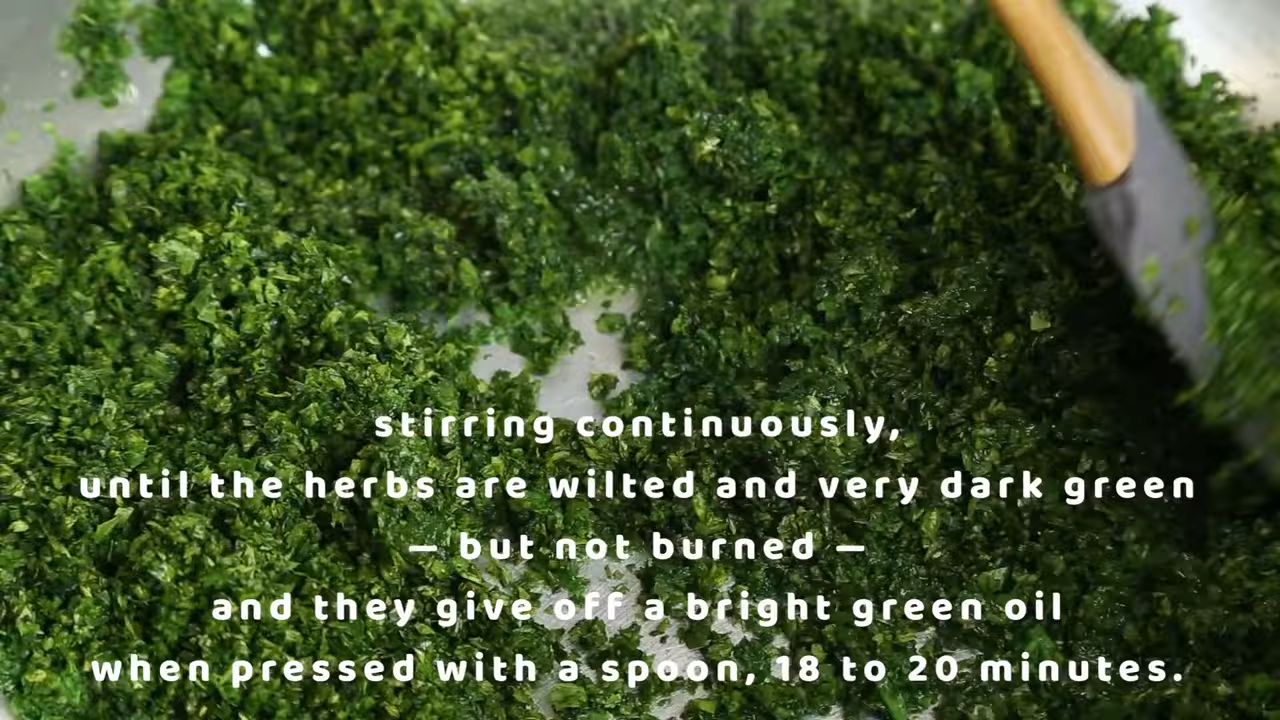 stirring continuously,
until the herbs are wilted and very dark green
— but not burned —
and they give off a bright green oil
when pressed with a spoon, 18 to 20 minutes.